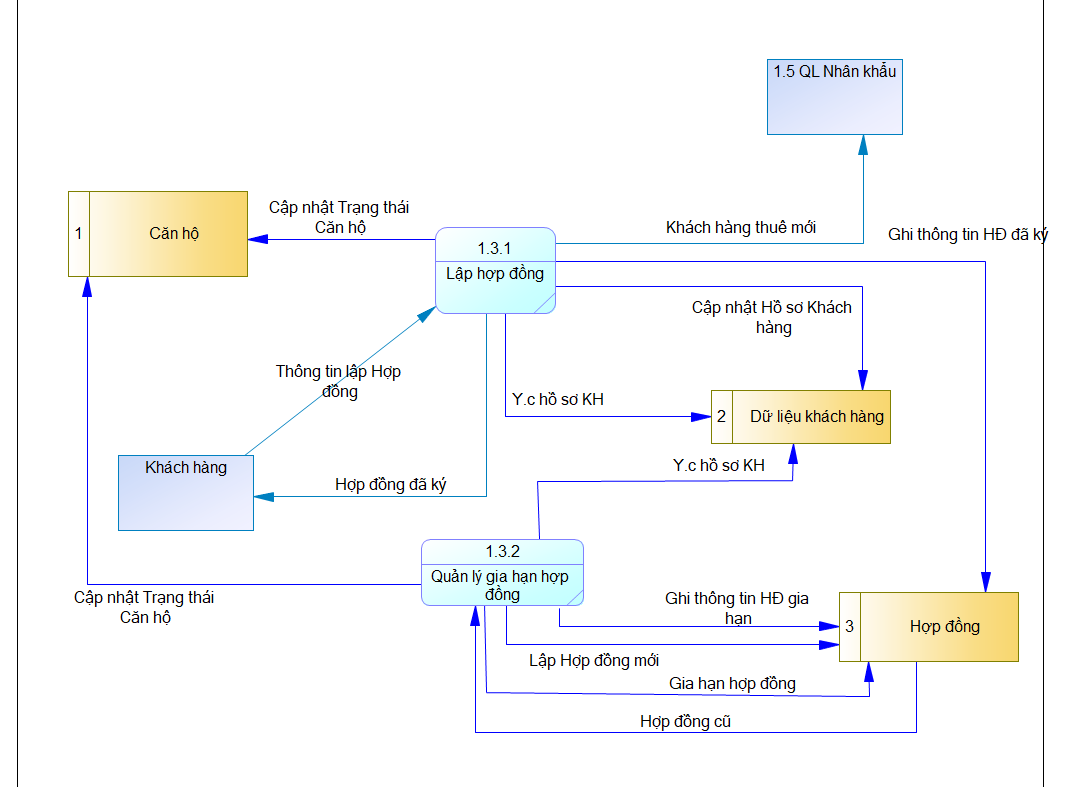 1.5 QL Nhân khẩu
1
Căn hộ
Cập nhật Trạng thái
Căn hộ
1.3.1
Lập hợp đồng
Khách hàng thuê mới
Ghi thông tin HĐ đã ký
Cập nhật Hồ sơ Khách
hàng
Thông tin lập Hợp
đồng
Y.c hồ sơ KH
2
Dữ liệu khách hàng
Khách hàng
Hợp đồng đã ký
Y.c hồ sơ KH
1.3.2
Quản lý gia hạn hợp
đồng
Cập nhật Trạng thái
Căn hộ
Ghi thông tin HĐ gia
hạn
3
Hợp đồng
Lập Hợp đồng mới
Gia hạn hợp đồng
Hợp đồng cũ